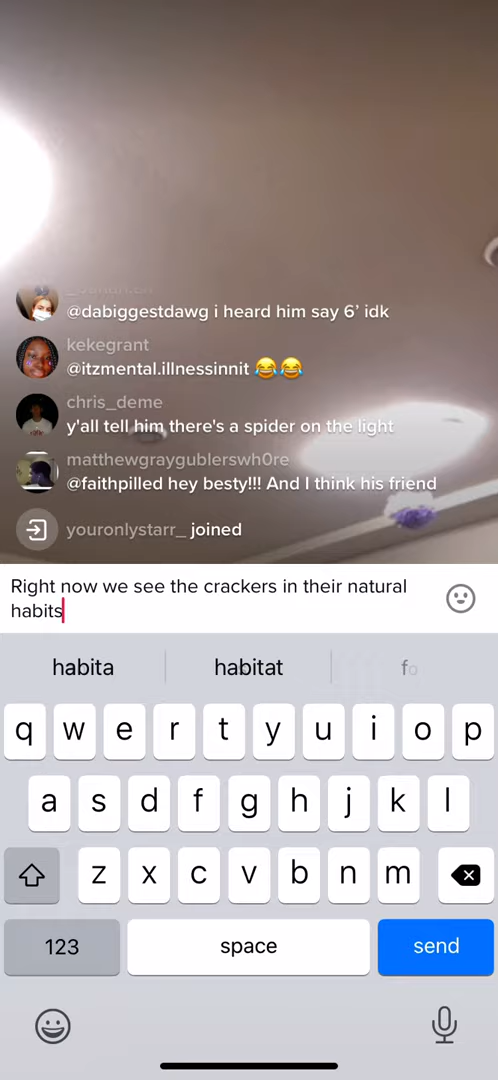 @dabiggestdawg i heard him say 6' idk
kekegrant
@itzmental.illnessinnit 😂😂
chris_deme
y'all tell him there's a spider on the light
matthewgraygublerswh0re
@faithpilled hey besty!!! And I think his friend
youronlystarr_ joined
Right now we see the crackers in their natural
habits
habita habitat fo
q w e r t y u i o p
a s d f g h j k l
z x c v b n m
123 space send